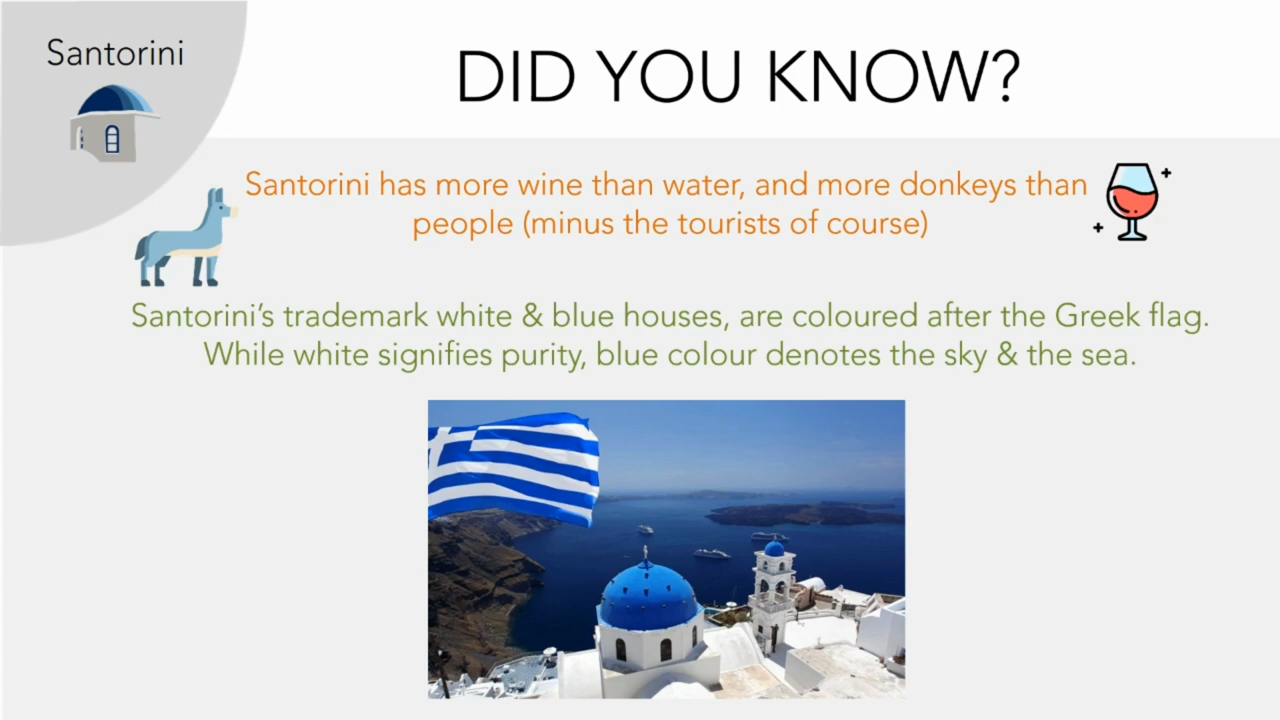 Santorini
DID YOU KNOW?
Santorini has more wine than water, and more donkeys than
people (minus the tourists of course)
Santorini’s trademark white & blue houses, are coloured after the Greek flag.
While white signifies purity, blue colour denotes the sky & the sea.